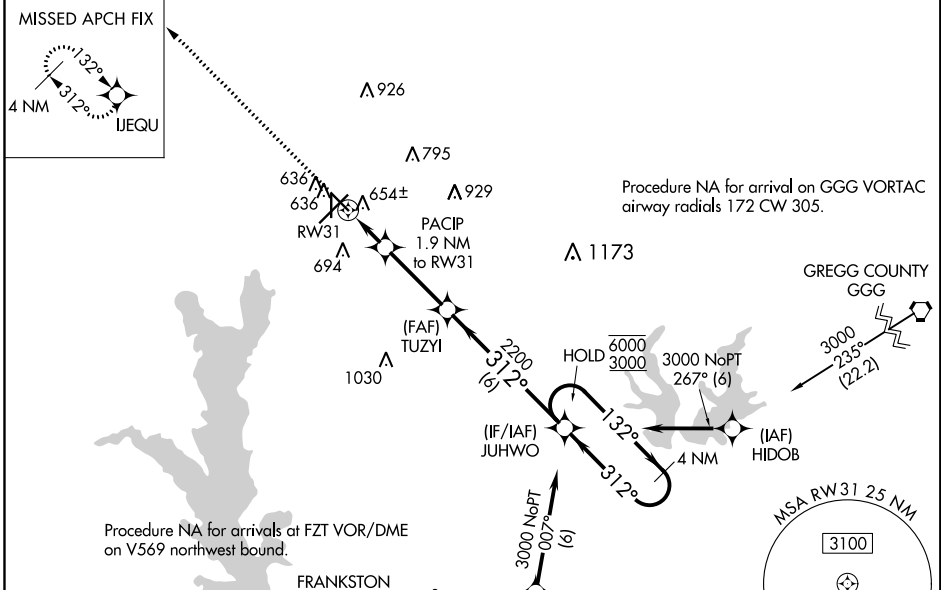 MISSED APCH FIX
132°
312°
4 NM
IJEQU
926
795
636
636
654±
929
RW31
694
PACIP
1.9 NM
to RW31
Procedure NA for arrival on GGG VORTAC
airway radials 172 CW 305.
1173
GREGG COUNTY
GGG
3000
235°
(22.2)
(FAF)
TUZYI
1030
2200
312°
(6)
HOLD
6000
3000
3000 NoPT
267° (6)
132°
312°
4 NM
(IF/IAF)
JUHWO
(IAF)
HIDOB
3000 NoPT
007°
(6)
Procedure NA for arrivals at FZT VOR/DME
on V569 northwest bound.
FRANKSTON
MSA RW31 25 NM
3100